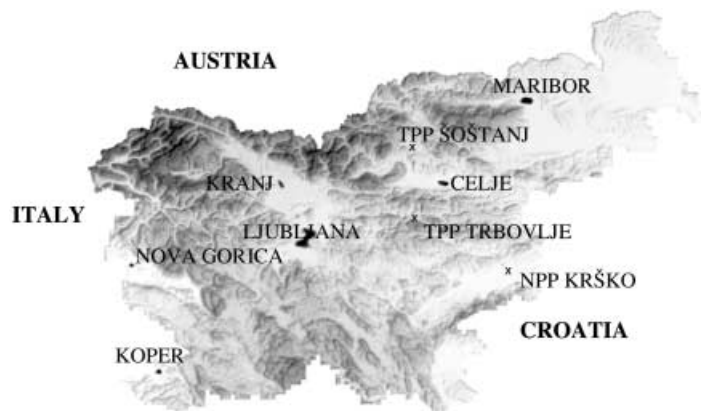 AUSTRIA
MARIBOR
TPP ŠOŠTANJ
KRANJ
CELJE
ITALY
LJUBLJANA
TPP TRBOVLJE
NOVA GORICA
NPP KRŠKO
CROATIA
KOPER